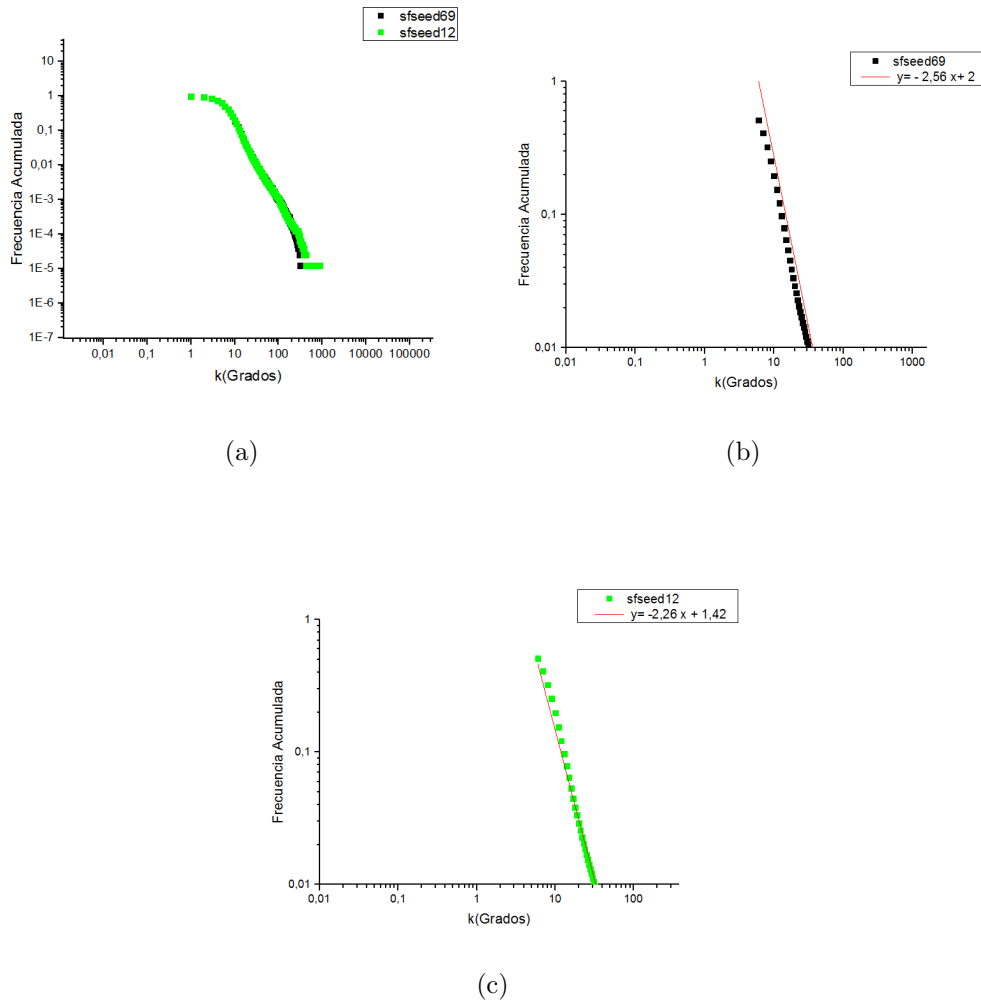 sfseed69
sfseed12
10
1
0,1
0,01
1E-3
1E-4
1E-5
1E-6
1E-7
Frecuencia Acumulada
0,01 0,1 1 10 100 1000 10000 100000
k(Grados)
(a)
sfseed69
y= - 2,56 x+ 2
1
0,1
0,01
Frecuencia Acumulada
0,01 0,1 1 10 100 1000
k(Grados)
(b)
sfseed12
y= -2,26 x + 1,42
1
0,1
0,01
Frecuencia Acumulada
0,01 0,1 1 10 100
k(Grados)
(c)